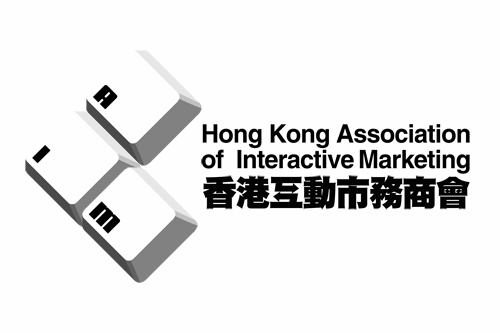 A
I
M
Hong Kong Association
of Interactive Marketing
香港互動市務商會